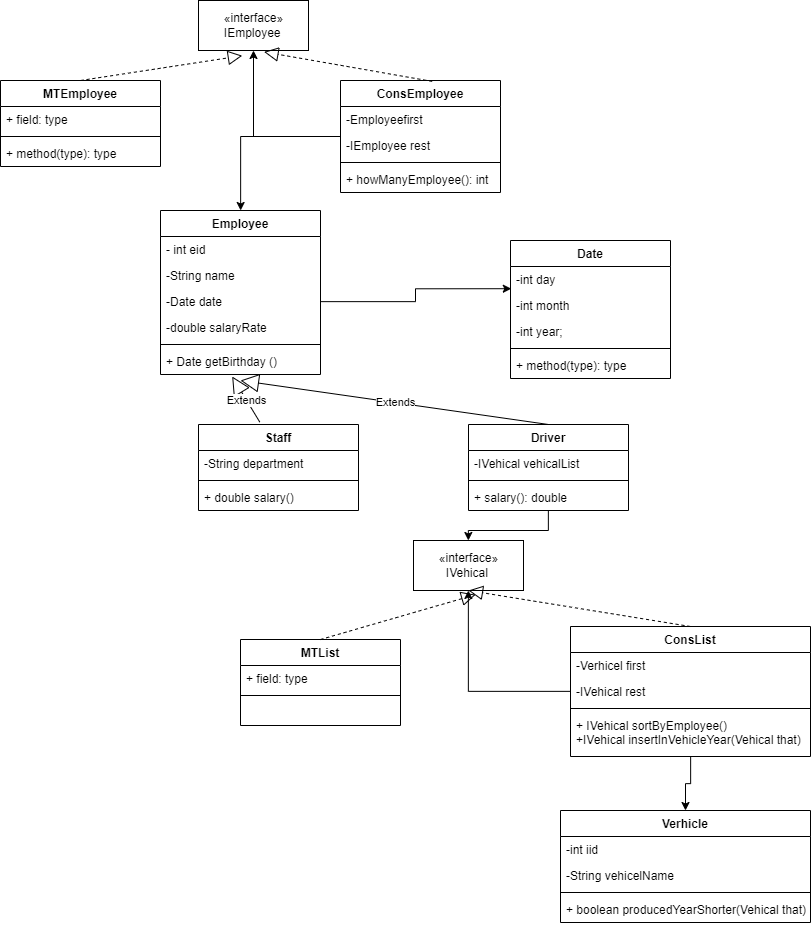 «interface»
IEmployee
MTEmployee
+ field: type
+ method(type): type
ConsEmployee
-Employeefirst
-IEmployee rest
+ howManyEmployee(): int
Employee
- int eid
-String name
-Date date
-double salaryRate
+ Date getBirthday ()
Date
-int day
-int month
-int year;
+ method(type): type
Extends
Extends
Staff
-String department
+ double salary()
Driver
-IVehical vehicalList
+ salary(): double
«interface»
IVehical
MTList
+ field: type
ConsList
-Verhicel first
-IVehical rest
+ IVehical sortByEmployee()
+IVehical insertInVehicleYear(Vehical that)
Verhicle
-int iid
-String vehicelName
+ boolean producedYearShorter(Vehical that)